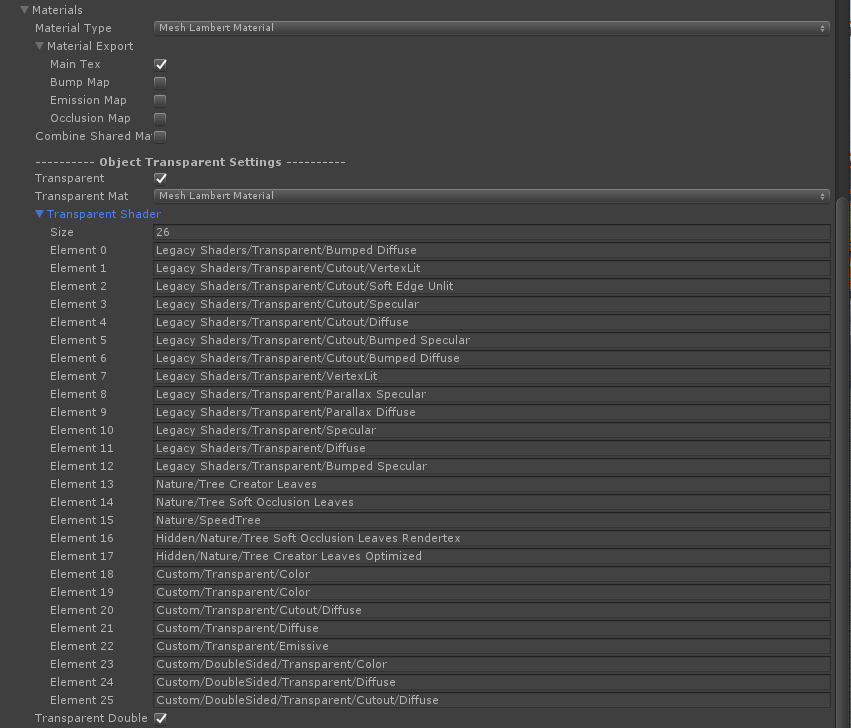 Materials
Material Type Mesh Lambert Material
Material Export
Main Tex
Bump Map
Emission Map
Occlusion Map
Combine Shared Mat
---------- Object Transparent Settings ----------
Transparent
Transparent Mat Mesh Lambert Material
Transparent Shader
Size 26
Element 0 Legacy Shaders/Transparent/Bumped Diffuse
Element 1 Legacy Shaders/Transparent/Cutout/VertexLit
Element 2 Legacy Shaders/Transparent/Cutout/Soft Edge Unlit
Element 3 Legacy Shaders/Transparent/Cutout/Specular
Element 4 Legacy Shaders/Transparent/Cutout/Diffuse
Element 5 Legacy Shaders/Transparent/Cutout/Bumped Specular
Element 6 Legacy Shaders/Transparent/Cutout/Bumped Diffuse
Element 7 Legacy Shaders/Transparent/VertexLit
Element 8 Legacy Shaders/Transparent/Parallax Specular
Element 9 Legacy Shaders/Transparent/Parallax Diffuse
Element 10 Legacy Shaders/Transparent/Specular
Element 11 Legacy Shaders/Transparent/Diffuse
Element 12 Legacy Shaders/Transparent/Bumped Specular
Element 13 Nature/Tree Creator Leaves
Element 14 Nature/Tree Soft Occlusion Leaves
Element 15 Nature/SpeedTree
Element 16 Hidden/Nature/Tree Soft Occlusion Leaves Rendertex
Element 17 Hidden/Nature/Tree Creator Leaves Optimized
Element 18 Custom/Transparent/Color
Element 19 Custom/Transparent/Color
Element 20 Custom/Transparent/Cutout/Diffuse
Element 21 Custom/Transparent/Diffuse
Element 22 Custom/Transparent/Emissive
Element 23 Custom/DoubleSided/Transparent/Color
Element 24 Custom/DoubleSided/Transparent/Diffuse
Element 25 Custom/DoubleSided/Transparent/Cutout/Diffuse
Transparent Double